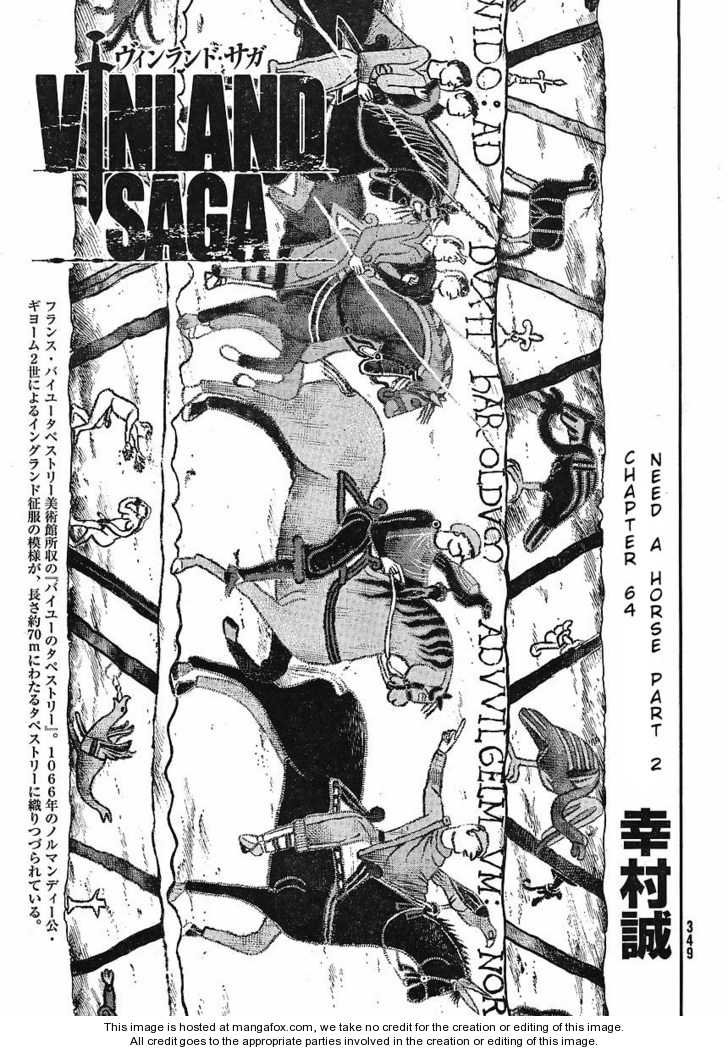 ヴィンランド・サガ
VINLAND
SAGA
WIDO: AD
DVXIT hAROLDVM
AD VVILGELMVM: NOR
NEED A HORSE PART 2
CHAPTER 64
幸村誠
349
フランス・バイユータペストリー美術館所収の『バイユーのタペストリー』。1066年のノルマンディー公・
ギヨーム2世によるイングランド征服の模様が、長さ約70mにわたるタペストリーに織りつづられている。
This image is hosted at mangafox.com, we take no credit for the creation or editing of this image.
All credit goes to the appropriate parties involved in the creation or editing of this image.